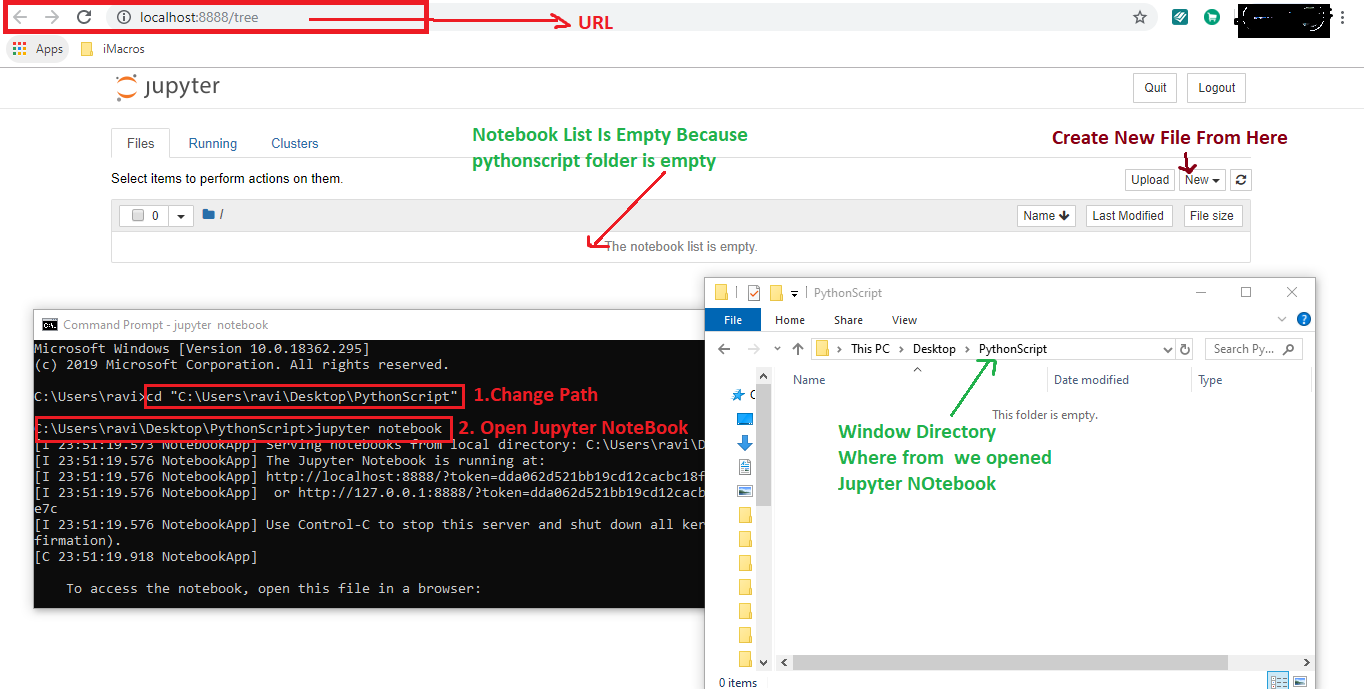 localhost:8888/tree
URL
Apps
iMacros
jupyter
Quit
Logout
Files
Running
Clusters
Notebook List Is Empty Because
pythonscript folder is empty
Create New File From Here
Select items to perform actions on them.
Upload
New
0
/
Name
Last Modified
File size
The notebook list is empty.
Command Prompt - jupyter notebook
Microsoft Windows [Version 10.0.18362.295]
(c) 2019 Microsoft Corporation. All rights reserved.
C:\Users\ravi>cd "C:\Users\ravi\Desktop\PythonScript"
1.Change Path
C:\Users\ravi\Desktop\PythonScript>jupyter notebook
2. Open Jupyter NoteBook
[I 23:51:19.573 NotebookApp] Serving notebooks from local directory: C:\Users\ravi\D
[I 23:51:19.576 NotebookApp] The Jupyter Notebook is running at:
[I 23:51:19.576 NotebookApp] http://localhost:8888/?token=dda062d521bb19cd12cacbc18f
[I 23:51:19.576 NotebookApp]  or http://127.0.0.1:8888/?token=dda062d521bb19cd12cacb
e7c
[I 23:51:19.576 NotebookApp] Use Control-C to stop this server and shut down all ker
firmation).
[C 23:51:19.918 NotebookApp]
To access the notebook, open this file in a browser:
PythonScript
File
Home
Share
View
?
This PC
Desktop
PythonScript
Search Py...
Name
Date modified
Type
C
This folder is empty.
Window Directory
Where from we opened
Jupyter NOtebook
0 items